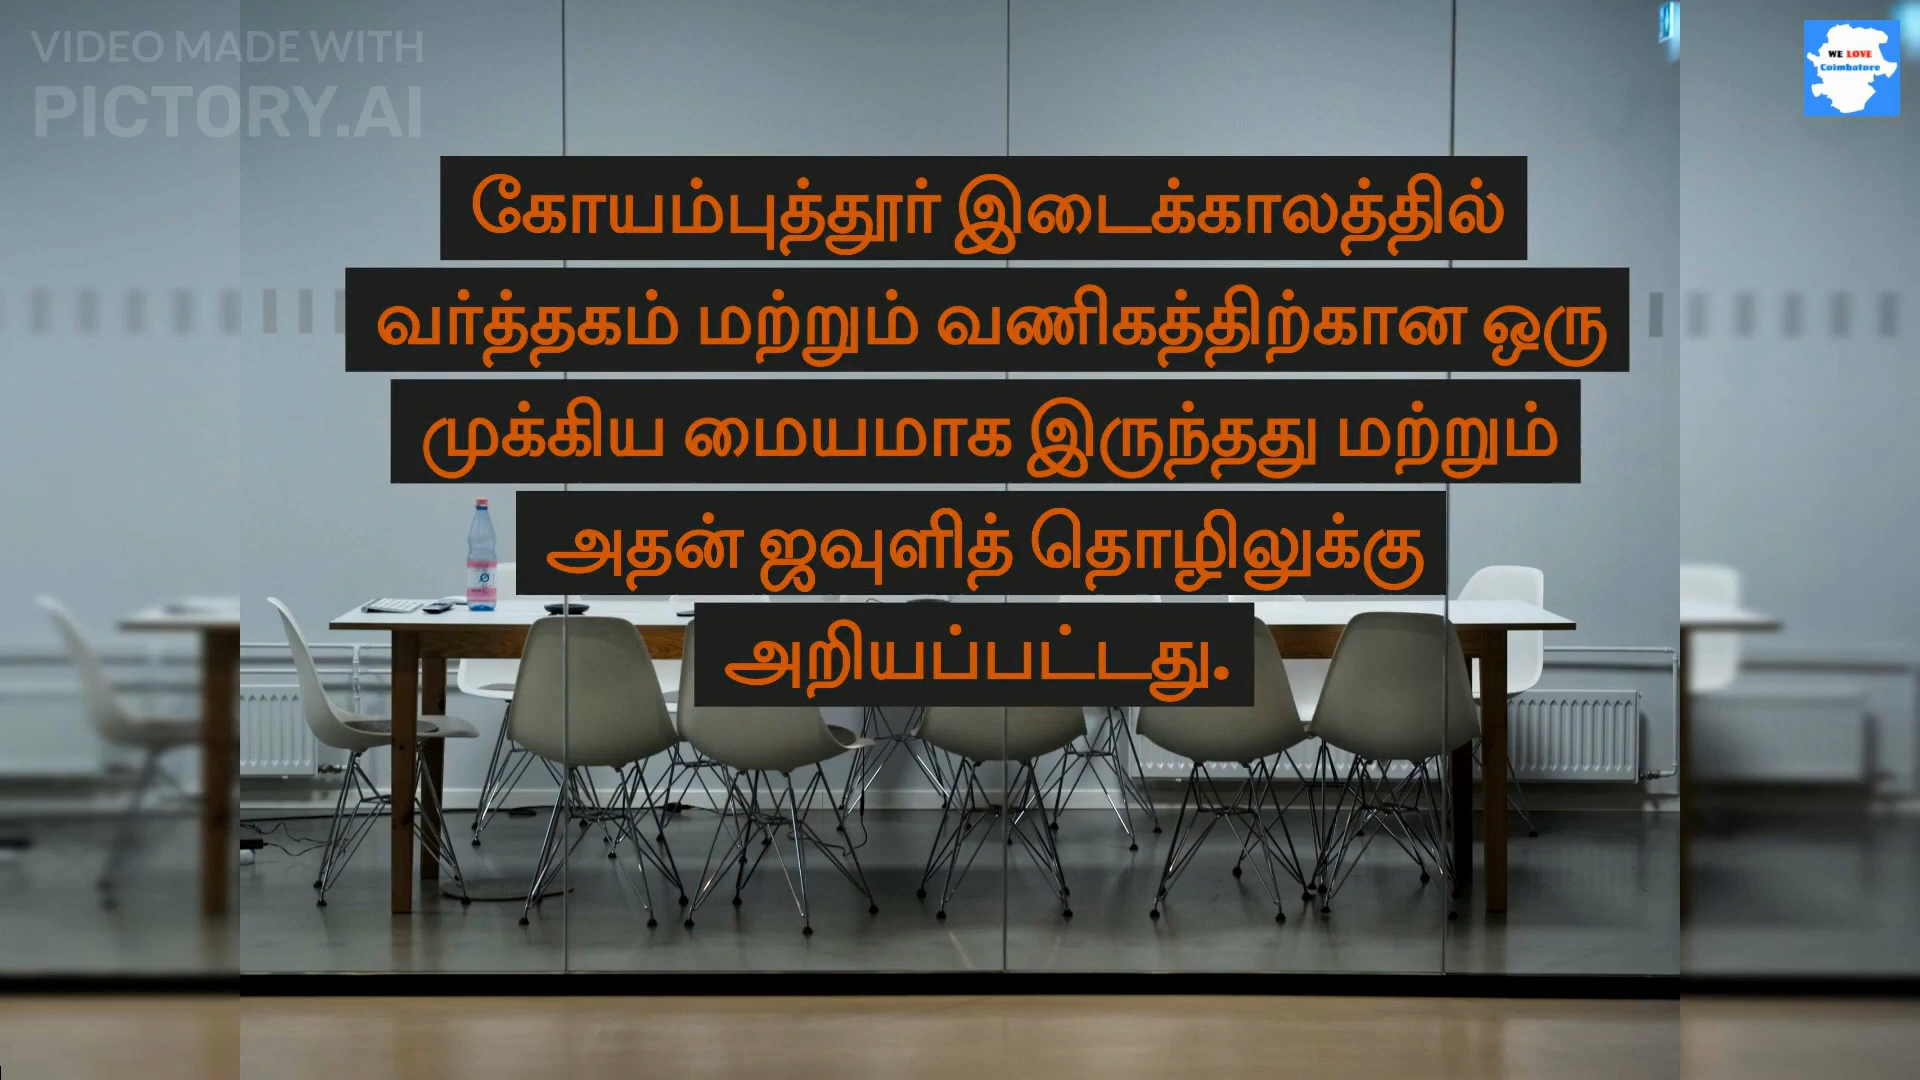 VIDEO MADE WITH
PICTORY.AI
WE LOVE
Coimbatore
கோயம்புத்தூர் இடைக்காலத்தில்
வர்த்தகம் மற்றும் வணிகத்திற்கான ஒரு
முக்கிய மையமாக இருந்தது மற்றும்
அதன் ஜவுளித் தொழிலுக்கு
அறியப்பட்டது.